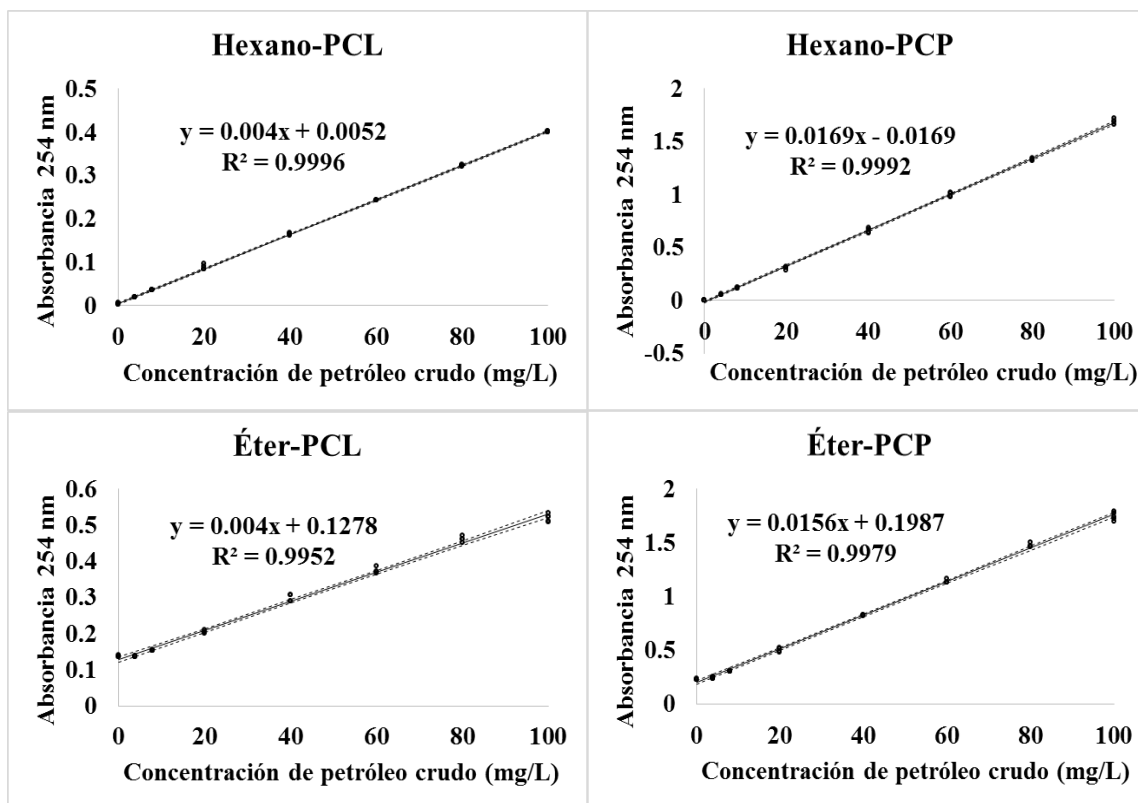 Hexano-PCL
Absorbancia 254 nm
0.5
0.4
0.3
0.2
0.1
0
y = 0.004x + 0.0052
R² = 0.9996
0 20 40 60 80 100
Concentración de petróleo crudo (mg/L)
Hexano-PCP
Absorbancia 254 nm
2
1.5
1
0.5
0
-0.5
y = 0.0169x - 0.0169
R² = 0.9992
0 20 40 60 80 100
Concentración de petróleo crudo (mg/L)
Éter-PCL
Absorbancia 254 nm
0.6
0.5
0.4
0.3
0.2
0.1
0
y = 0.004x + 0.1278
R² = 0.9952
0 20 40 60 80 100
Concentración de petróleo crudo (mg/L)
Éter-PCP
Absorbancia 254 nm
2
1.5
1
0.5
0
y = 0.0156x + 0.1987
R² = 0.9979
0 20 40 60 80 100
Concentración de petróleo crudo (mg/L)